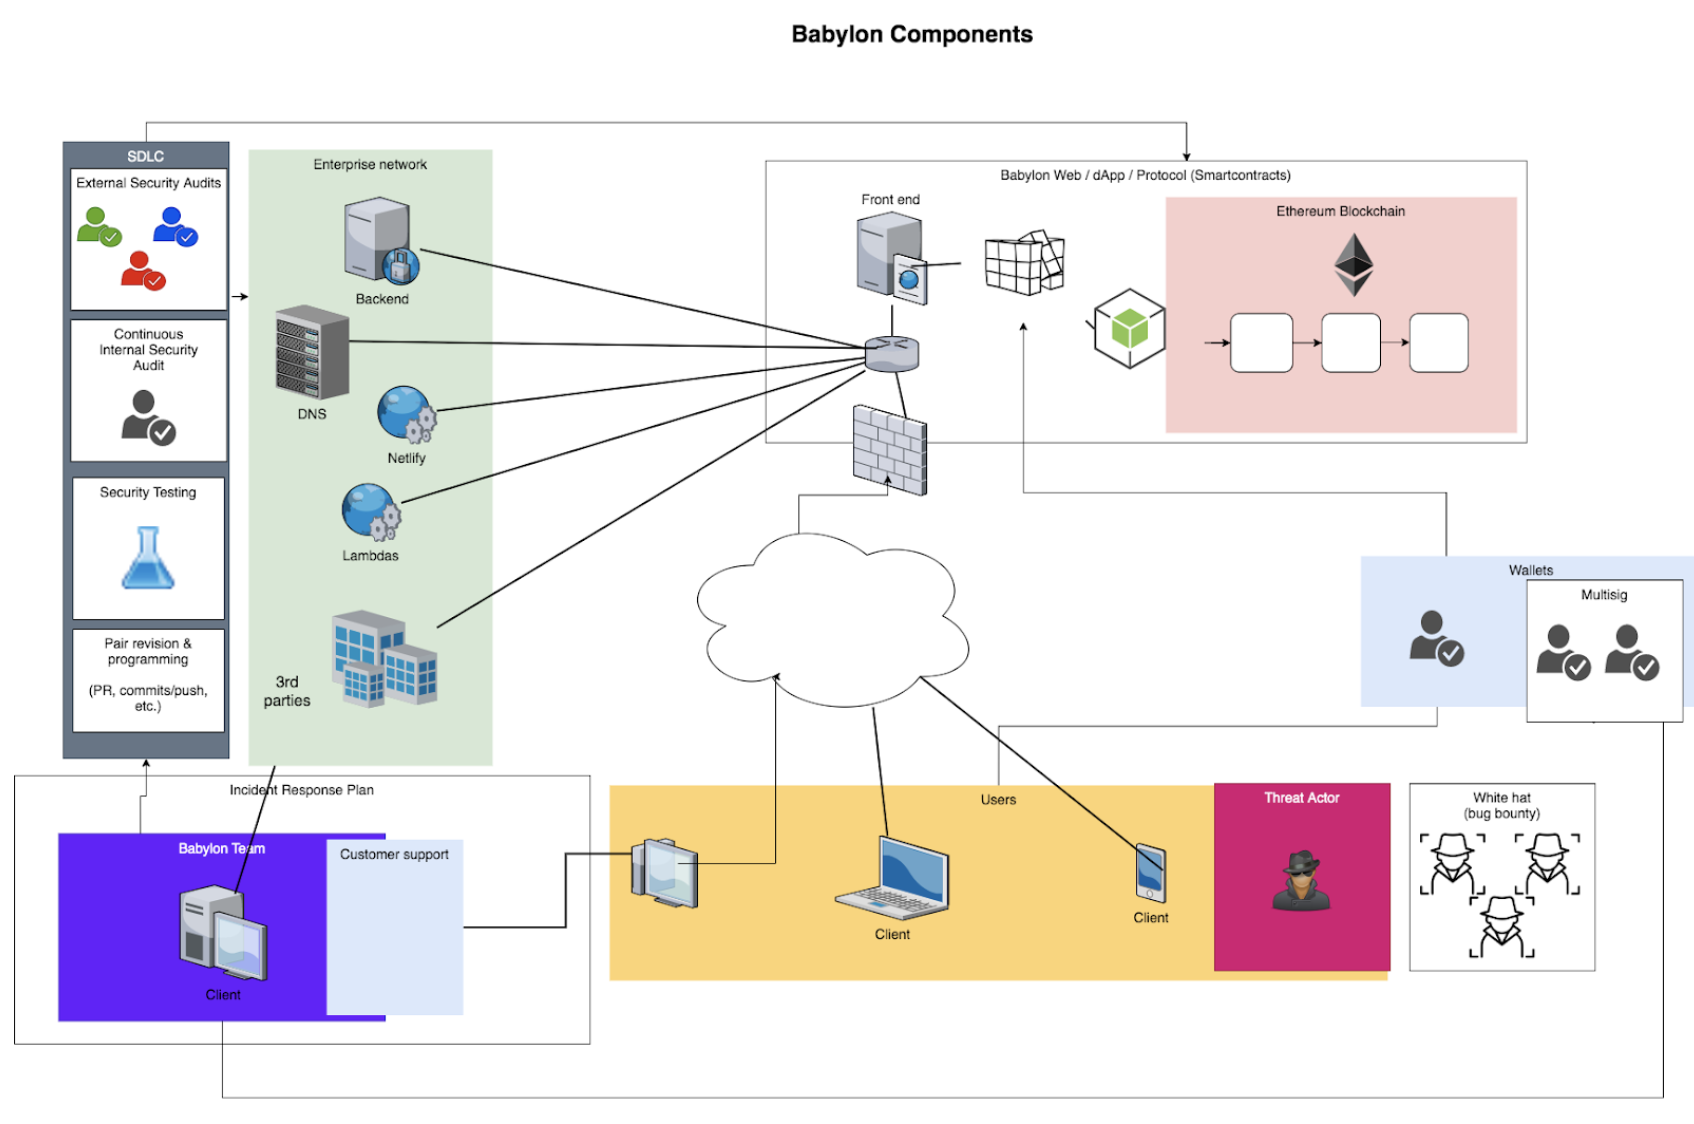 Babylon Components
SDLC
External Security Audits
Continuous
Internal Security
Audit
Security Testing
Pair revision &
programming
(PR, commits/push,
etc.)
Enterprise network
Backend
DNS
Netlify
Lambdas
3rd
parties
Babylon Web / dApp / Protocol (Smartcontracts)
Front end
Ethereum Blockchain
Wallets
Multisig
Incident Response Plan
Babylon Team
Client
Customer support
Users
Client
Client
Threat Actor
White hat
(bug bounty)